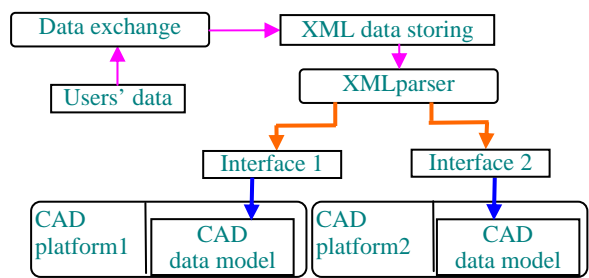 Data exchange
XML data storing
Users’ data
XMLparser
Interface 1
Interface 2
CAD
platform1
CAD
data model
CAD
platform2
CAD
data model